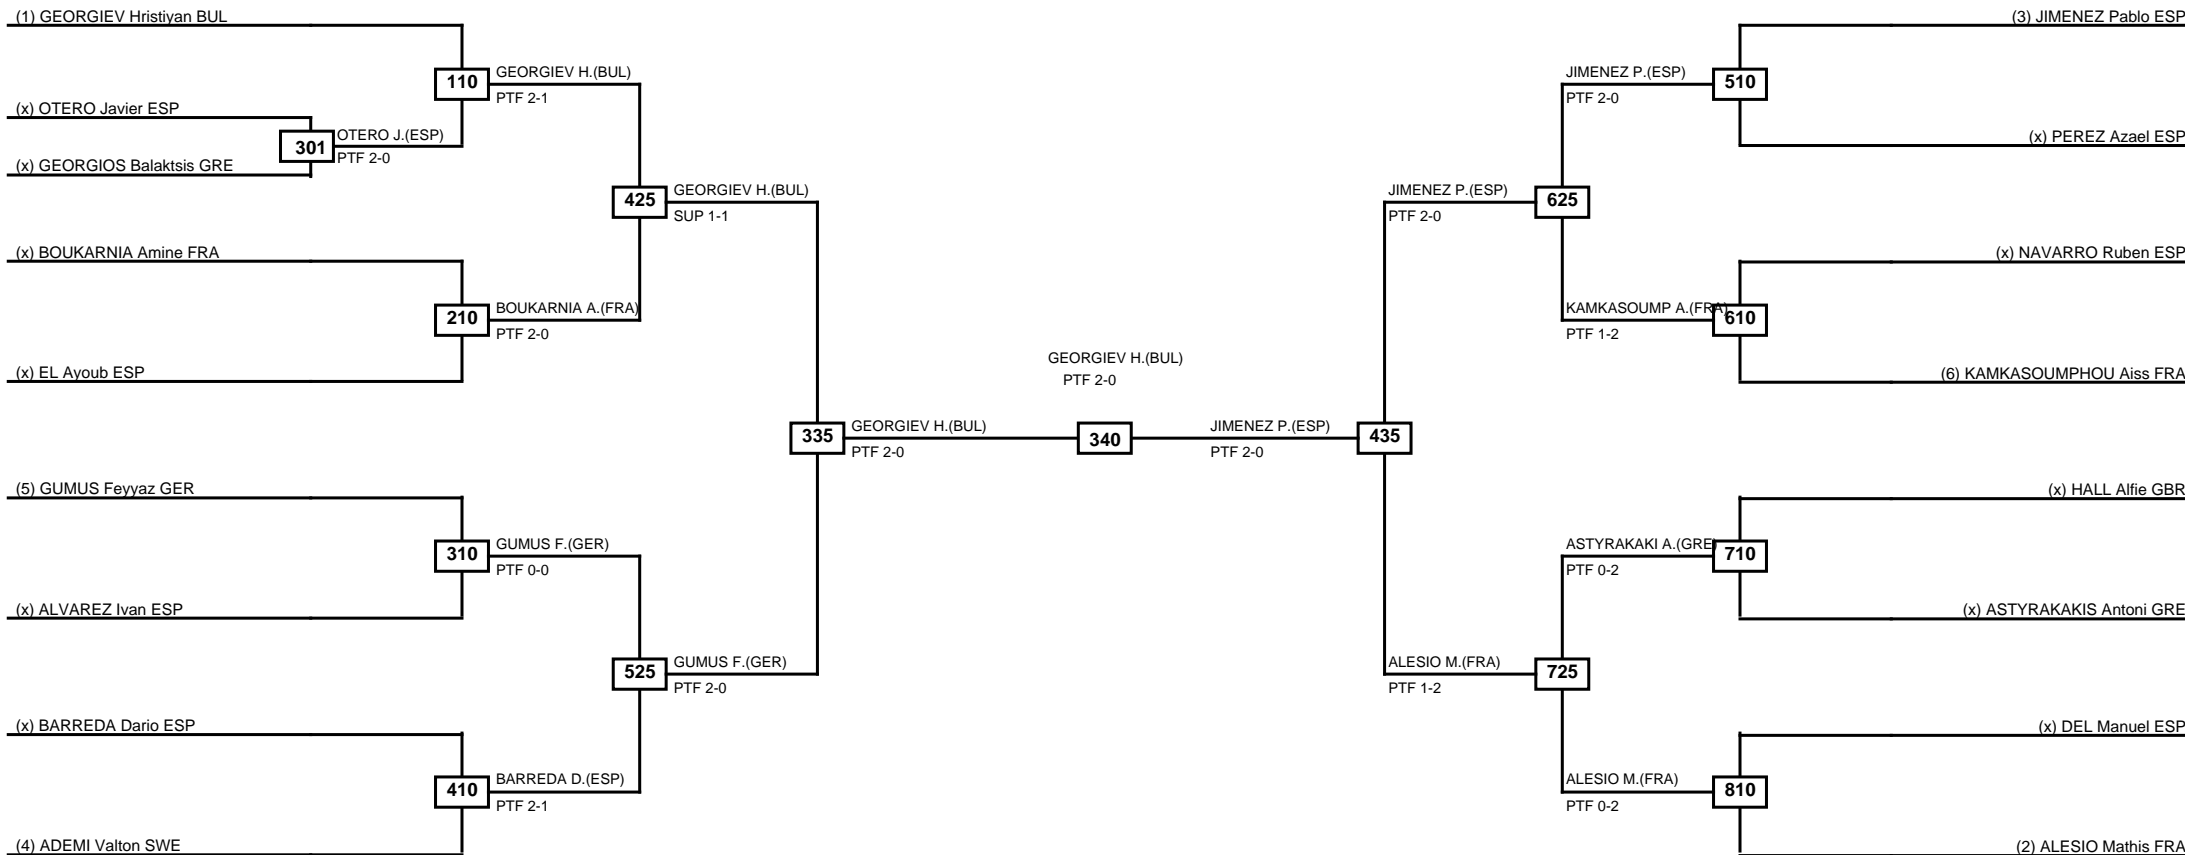 (1) GEORGIEV Hristiyan BUL
(3) JIMENEZ Pablo ESP
110
GEORGIEV H.(BUL)
PTF 2-1
JIMENEZ P.(ESP)
PTF 2-0
510
(x) OTERO Javier ESP
301
OTERO J.(ESP)
PTF 2-0
(x) GEORGIOS Balaktsis GRE
(x) PEREZ Azael ESP
425
GEORGIEV H.(BUL)
SUP 1-1
JIMENEZ P.(ESP)
PTF 2-0
625
(x) BOUKARNIA Amine FRA
(x) NAVARRO Ruben ESP
210
BOUKARNIA A.(FRA)
PTF 2-0
KAMKASOUMP A.(FRA)
PTF 1-2
610
(x) EL Ayoub ESP
(6) KAMKASOUMPHOU Aiss FRA
GEORGIEV H.(BUL)
PTF 2-0
335
GEORGIEV H.(BUL)
PTF 2-0
340
JIMENEZ P.(ESP)
PTF 2-0
435
(5) GUMUS Feyyaz GER
(x) HALL Alfie GBR
310
GUMUS F.(GER)
PTF 0-0
ASTYRAKAKI A.(GRE)
PTF 0-2
710
(x) ALVAREZ Ivan ESP
(x) ASTYRAKAKIS Antoni GRE
525
GUMUS F.(GER)
PTF 2-0
ALESIO M.(FRA)
PTF 1-2
725
(x) BARREDA Dario ESP
(x) DEL Manuel ESP
410
BARREDA D.(ESP)
PTF 2-1
ALESIO M.(FRA)
PTF 0-2
810
(4) ADEMI Valton SWE
(2) ALESIO Mathis FRA